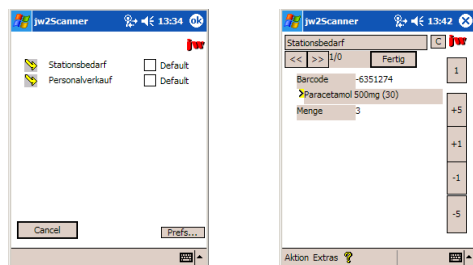 jw2Scanner 13:34 ok
jw
Stationsbedarf Default
Personalverkauf Default
Cancel Prefs...
jw2Scanner 13:42
Stationsbedarf C jw
<< >> 1/0 Fertig
1
Barcode -6351274
Paracetamol 500mg (30)
Menge 3
+5
+1
-1
-5
Aktion Extras ?